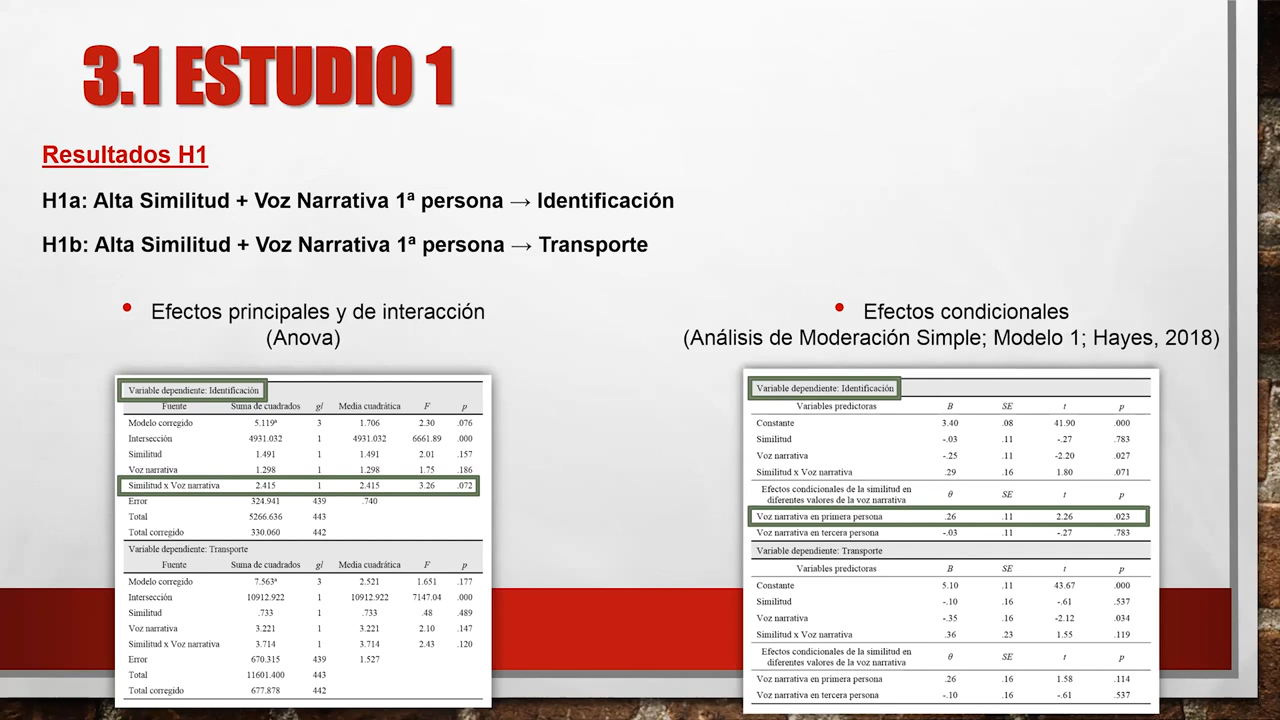 3.1 ESTUDIO 1
Resultados H1
H1a: Alta Similitud + Voz Narrativa 1ª persona → Identificación
H1b: Alta Similitud + Voz Narrativa 1ª persona → Transporte
• Efectos principales y de interacción
(Anova)
Variable dependiente: Identificación
Fuente Suma de cuadrados gl Media cuadrática F p
Modelo corregido 5.119ª 3 1.706 2.30 .076
Intersección 4931.032 1 4931.032 6661.89 .000
Similitud 1.491 1 1.491 2.01 .157
Voz narrativa 1.298 1 1.298 1.75 .186
Similitud x Voz narrativa 2.415 1 2.415 3.26 .072
Error 324.941 439 .740
Total 5266.636 443
Total corregido 330.060 442
Variable dependiente: Transporte
Fuente Suma de cuadrados gl Media cuadrática F p
Modelo corregido 7.563ª 3 2.521 1.651 .177
Intersección 10912.922 1 10912.922 7147.04 .000
Similitud .733 1 .733 .48 .489
Voz narrativa 3.221 1 3.221 2.10 .147
Similitud x Voz narrativa 3.714 1 3.714 2.43 .120
Error 670.315 439 1.527
Total 11601.400 443
Total corregido 677.878 442
• Efectos condicionales
(Análisis de Moderación Simple; Modelo 1; Hayes, 2018)
Variable dependiente: Identificación
Variables predictoras B SE t p
Constante 3.40 .08 41.90 .000
Similitud -.03 .11 -.27 .783
Voz narrativa -.25 .11 -2.20 .027
Similitud x Voz narrativa .29 .16 1.80 .071
Efectos condicionales de la similitud en
diferentes valores de la voz narrativa θ SE t p
Voz narrativa en primera persona .26 .11 2.26 .023
Voz narrativa en tercera persona -.03 .11 -.27 .783
Variable dependiente: Transporte
Variables predictoras B SE t p
Constante 5.10 .11 43.67 .000
Similitud -.10 .16 -.61 .537
Voz narrativa -.35 .16 -2.12 .034
Similitud x Voz narrativa .36 .23 1.55 .119
Efectos condicionales de la similitud en
diferentes valores de la voz narrativa θ SE t p
Voz narrativa en primera persona .26 .16 1.58 .114
Voz narrativa en tercera persona -.10 .16 -.61 .537